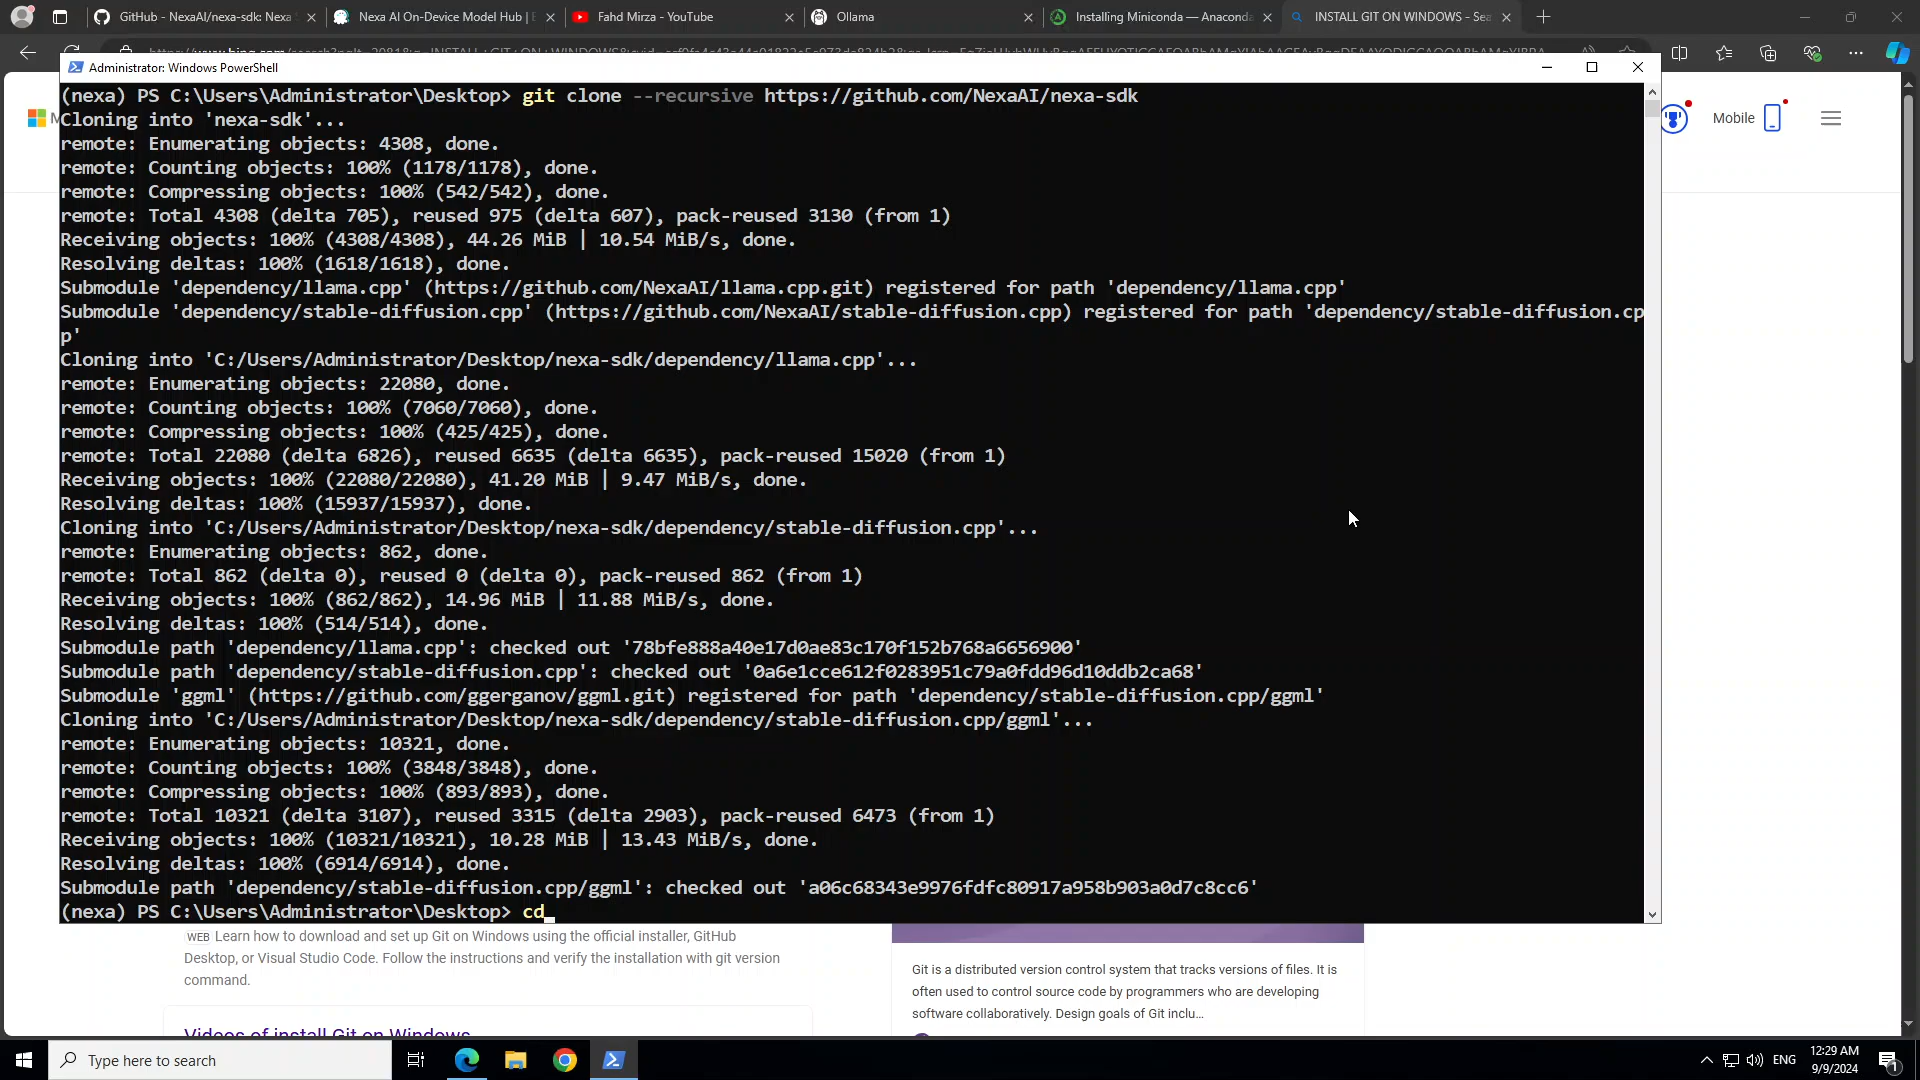 GitHub - NexaAI/nexa-sdk: Nexa
Nexa AI On-Device Model Hub | E
Fahd Mirza - YouTube
Ollama
Installing Miniconda — Anaconda
INSTALL GIT ON WINDOWS - Sea
Administrator: Windows PowerShell
Mobile
(nexa) PS C:\Users\Administrator\Desktop> git clone --recursive https://github.com/NexaAI/nexa-sdk
Cloning into 'nexa-sdk'...
remote: Enumerating objects: 4308, done.
remote: Counting objects: 100% (1178/1178), done.
remote: Compressing objects: 100% (542/542), done.
remote: Total 4308 (delta 705), reused 975 (delta 607), pack-reused 3130 (from 1)
Receiving objects: 100% (4308/4308), 44.26 MiB | 10.54 MiB/s, done.
Resolving deltas: 100% (1618/1618), done.
Submodule 'dependency/llama.cpp' (https://github.com/NexaAI/llama.cpp.git) registered for path 'dependency/llama.cpp'
Submodule 'dependency/stable-diffusion.cpp' (https://github.com/NexaAI/stable-diffusion.cpp) registered for path 'dependency/stable-diffusion.cp
p'
Cloning into 'C:/Users/Administrator/Desktop/nexa-sdk/dependency/llama.cpp'...
remote: Enumerating objects: 22080, done.
remote: Counting objects: 100% (7060/7060), done.
remote: Compressing objects: 100% (425/425), done.
remote: Total 22080 (delta 6826), reused 6635 (delta 6635), pack-reused 15020 (from 1)
Receiving objects: 100% (22080/22080), 41.20 MiB | 9.47 MiB/s, done.
Resolving deltas: 100% (15937/15937), done.
Cloning into 'C:/Users/Administrator/Desktop/nexa-sdk/dependency/stable-diffusion.cpp'...
remote: Enumerating objects: 862, done.
remote: Total 862 (delta 0), reused 0 (delta 0), pack-reused 862 (from 1)
Receiving objects: 100% (862/862), 14.96 MiB | 11.88 MiB/s, done.
Resolving deltas: 100% (514/514), done.
Submodule path 'dependency/llama.cpp': checked out '78bfe888a40e17d0ae83c170f152b768a6656900'
Submodule path 'dependency/stable-diffusion.cpp': checked out '0a6e1cce612f0283951c79a0fdd96d10ddb2ca68'
Submodule 'ggml' (https://github.com/ggerganov/ggml.git) registered for path 'dependency/stable-diffusion.cpp/ggml'
Cloning into 'C:/Users/Administrator/Desktop/nexa-sdk/dependency/stable-diffusion.cpp/ggml'...
remote: Enumerating objects: 10321, done.
remote: Counting objects: 100% (3848/3848), done.
remote: Compressing objects: 100% (893/893), done.
remote: Total 10321 (delta 3107), reused 3315 (delta 2903), pack-reused 6473 (from 1)
Receiving objects: 100% (10321/10321), 10.28 MiB | 13.43 MiB/s, done.
Resolving deltas: 100% (6914/6914), done.
Submodule path 'dependency/stable-diffusion.cpp/ggml': checked out 'a06c68343e9976fdfc80917a958b903a0d7c8cc6'
(nexa) PS C:\Users\Administrator\Desktop> cd
WEB Learn how to download and set up Git on Windows using the official installer, GitHub
Desktop, or Visual Studio Code. Follow the instructions and verify the installation with git version
command.
Videos of install Git on Windows
Git is a distributed version control system that tracks versions of files. It is
often used to control source code by programmers who are developing
software collaboratively. Design goals of Git inclu…
Type here to search
ENG
12:29 AM
9/9/2024
1